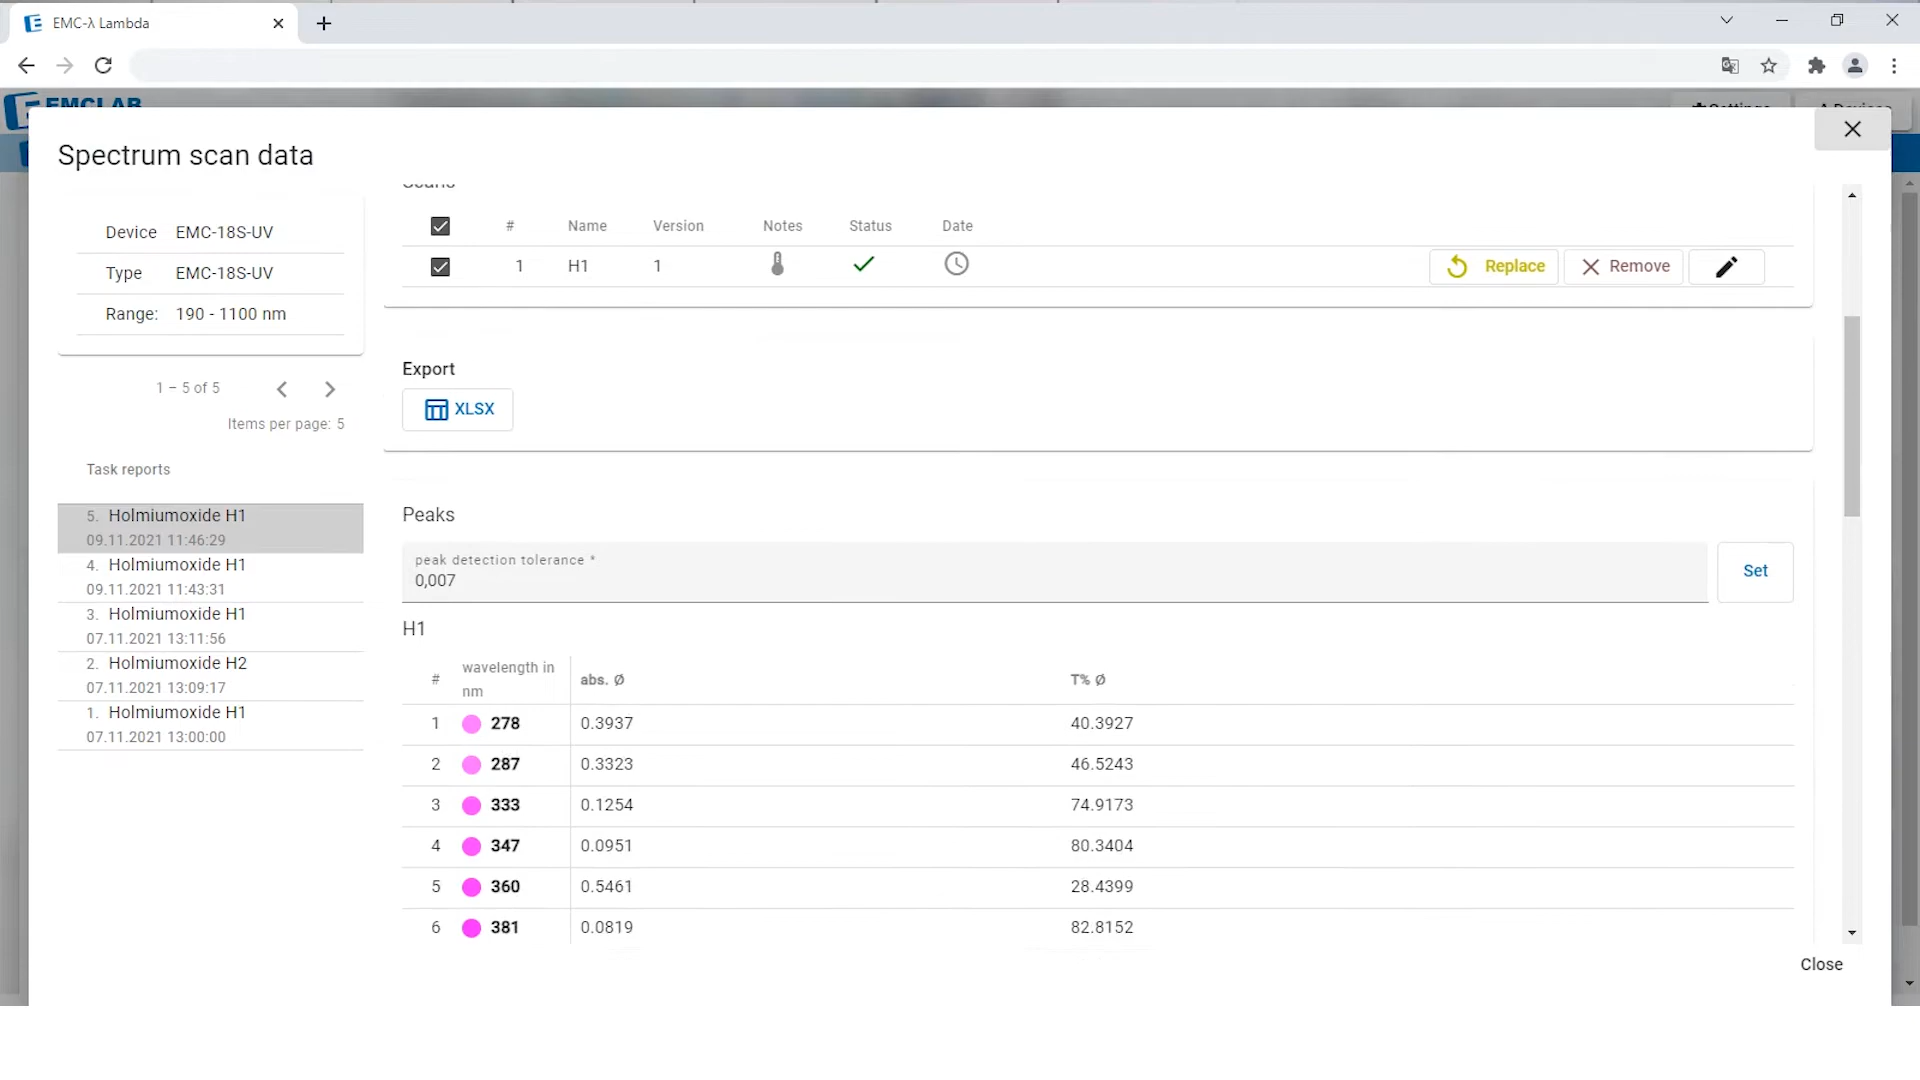 EMC-λ Lambda
EMCLAB
Settings
Devices
Spectrum scan data
Device EMC-18S-UV
Type EMC-18S-UV
Range: 190 - 1100 nm
1 – 5 of 5
Items per page: 5
Task reports
5. Holmiumoxide H1
09.11.2021 11:46:29
4. Holmiumoxide H1
09.11.2021 11:43:31
3. Holmiumoxide H1
07.11.2021 13:11:56
2. Holmiumoxide H2
07.11.2021 13:09:17
1. Holmiumoxide H1
07.11.2021 13:00:00
Scans
# Name Version Notes Status Date
1 H1 1 Replace Remove
Export
XLSX
Peaks
peak detection tolerance *
0,007
Set
H1
# wavelength in nm abs. Ø T% Ø
1 278 0.3937 40.3927
2 287 0.3323 46.5243
3 333 0.1254 74.9173
4 347 0.0951 80.3404
5 360 0.5461 28.4399
6 381 0.0819 82.8152
Close